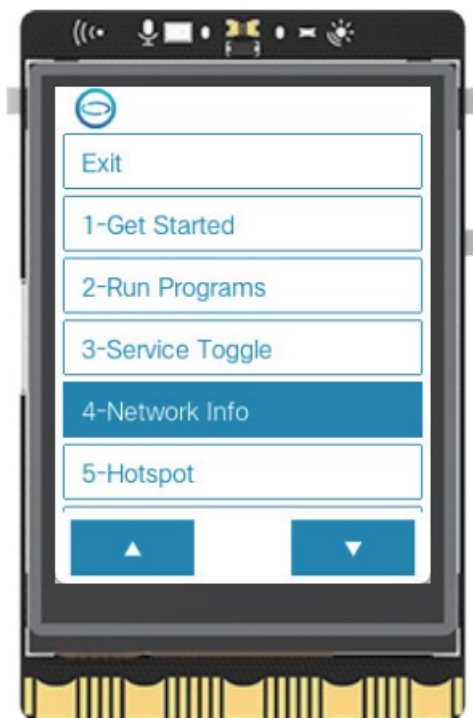 Exit
1-Get Started
2-Run Programs
3-Service Toggle
4-Network Info
5-Hotspot